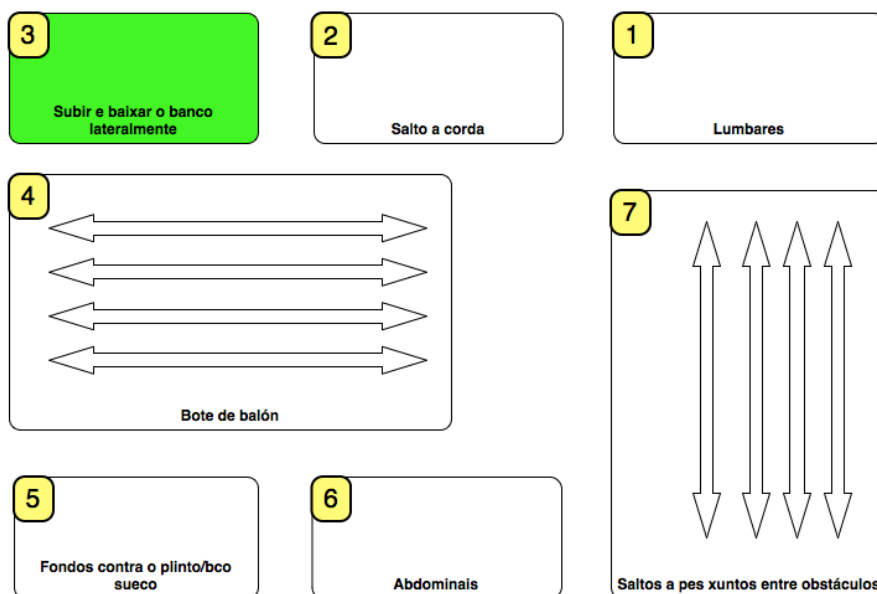 3
Subir e baixar o banco
lateralmente
2
Salto a corda
1
Lumbares
4
Bote de balón
7
Saltos a pes xuntos entre obstáculos
5
Fondos contra o plinto/bco
sueco
6
Abdominais